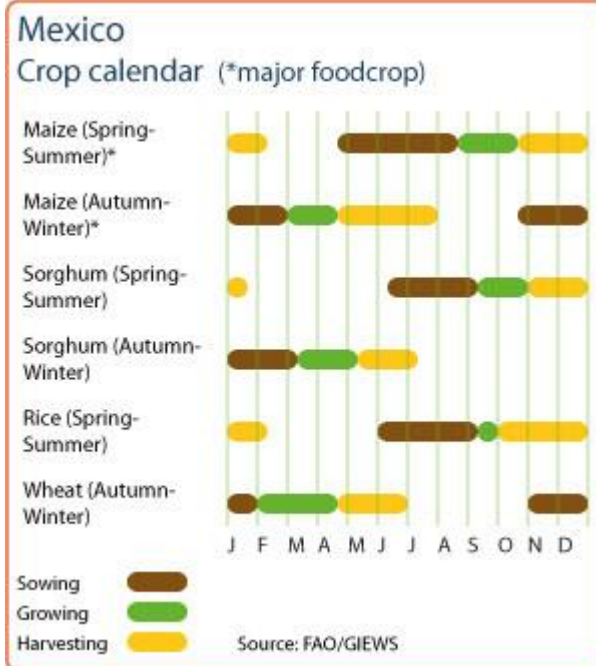 Mexico
Crop calendar (*major foodcrop)
Maize (Spring-
Summer)*
Maize (Autumn-
Winter)*
Sorghum (Spring-
Summer)
Sorghum (Autumn-
Winter)
Rice (Spring-
Summer)
Wheat (Autumn-
Winter)
J F M A M J J A S O N D
Sowing
Growing
Harvesting
Source: FAO/GIEWS